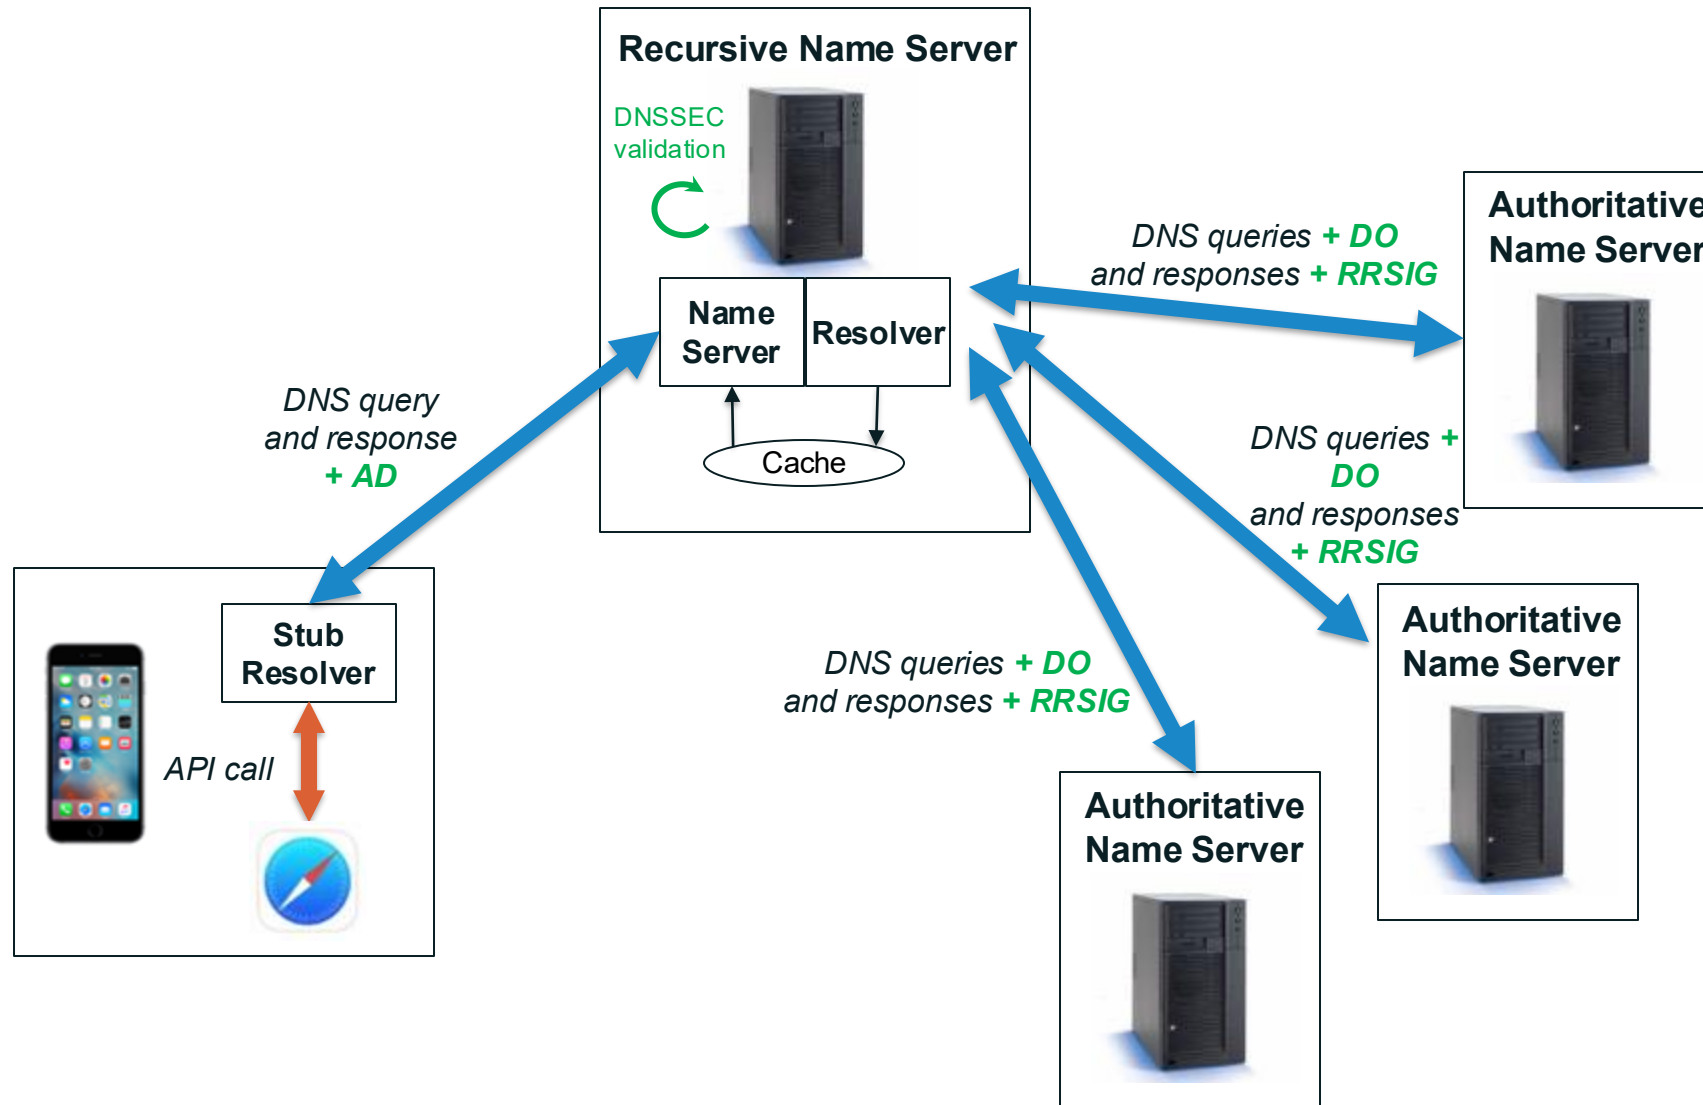 Recursive Name Server
DNSSEC
validation
Name
Server
Resolver
Cache
DNS query
and response
+ AD
Stub
Resolver
API call
DNS queries + DO
and responses + RRSIG
Authoritative
Name Server
DNS queries +
DO
and responses
+ RRSIG
Authoritative
Name Server
DNS queries + DO
and responses + RRSIG
Authoritative
Name Server